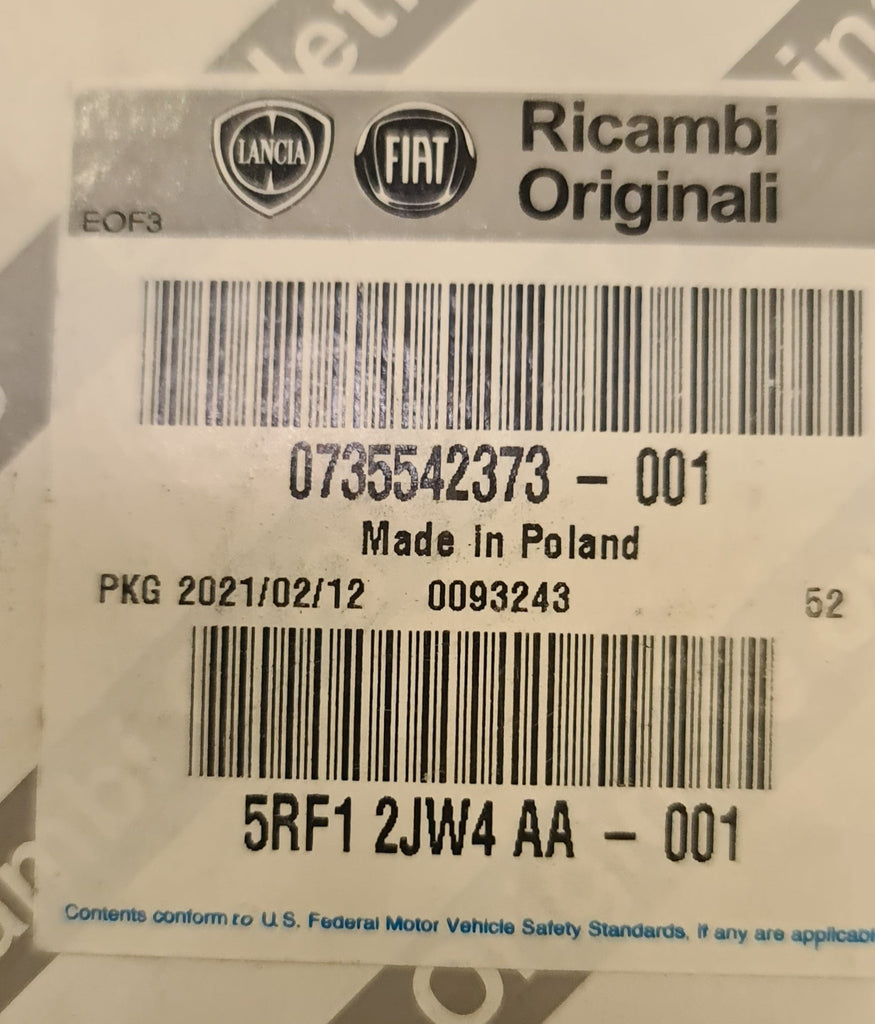 LANCIA
FIAT
Ricambi
Originali
EOF3
0735542373 - 001
Made in Poland
PKG 2021/02/12 0093243 52
5RF1 2JW4 AA - 001
Contents conform to U.S. Federal Motor Vehicle Safety Standards, if any are